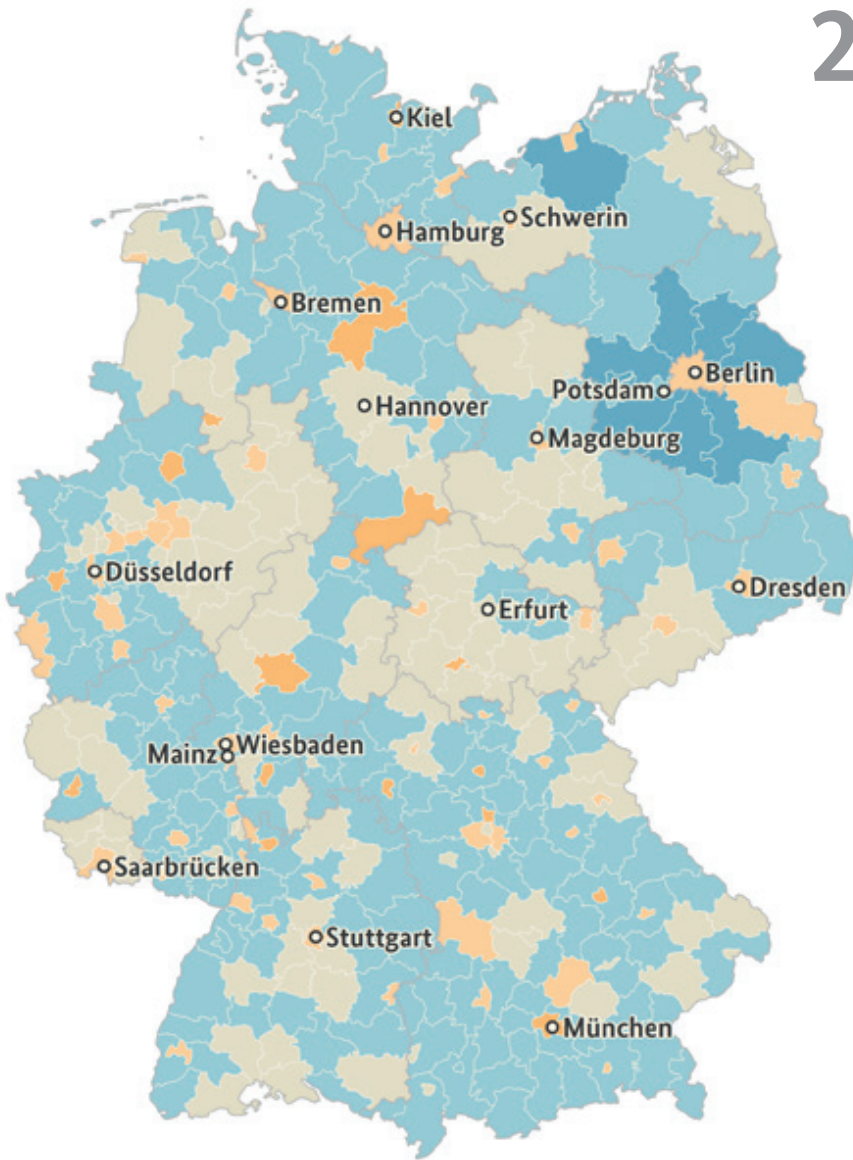 2
Kiel
Schwerin
Hamburg
Bremen
Berlin
Potsdam
Hannover
Magdeburg
Düsseldorf
Dresden
Erfurt
Wiesbaden
Mainz
Saarbrücken
Stuttgart
München